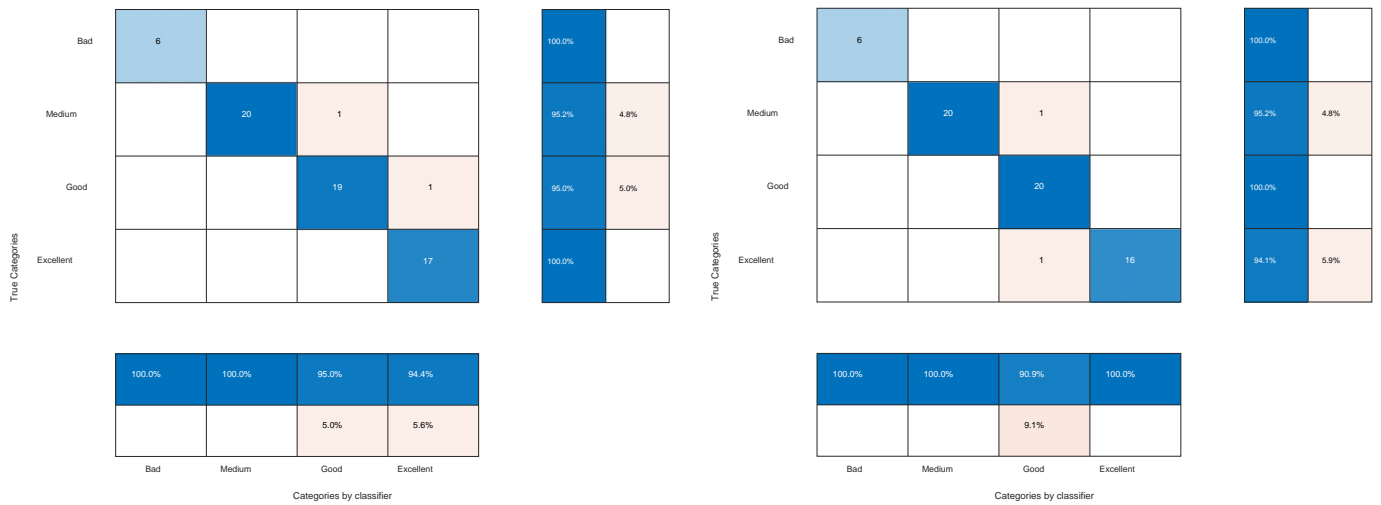 Bad
6
100.0%
Medium
20
1
95.2%
4.8%
Good
19
1
95.0%
5.0%
Excellent
17
100.0%
True Categories
100.0%
100.0%
95.0%
94.4%
5.0%
5.6%
Bad
Medium
Good
Excellent
Categories by classifier
Bad
6
100.0%
Medium
20
1
95.2%
4.8%
Good
20
100.0%
Excellent
1
16
94.1%
5.9%
True Categories
100.0%
100.0%
90.9%
100.0%
9.1%
Bad
Medium
Good
Excellent
Categories by classifier